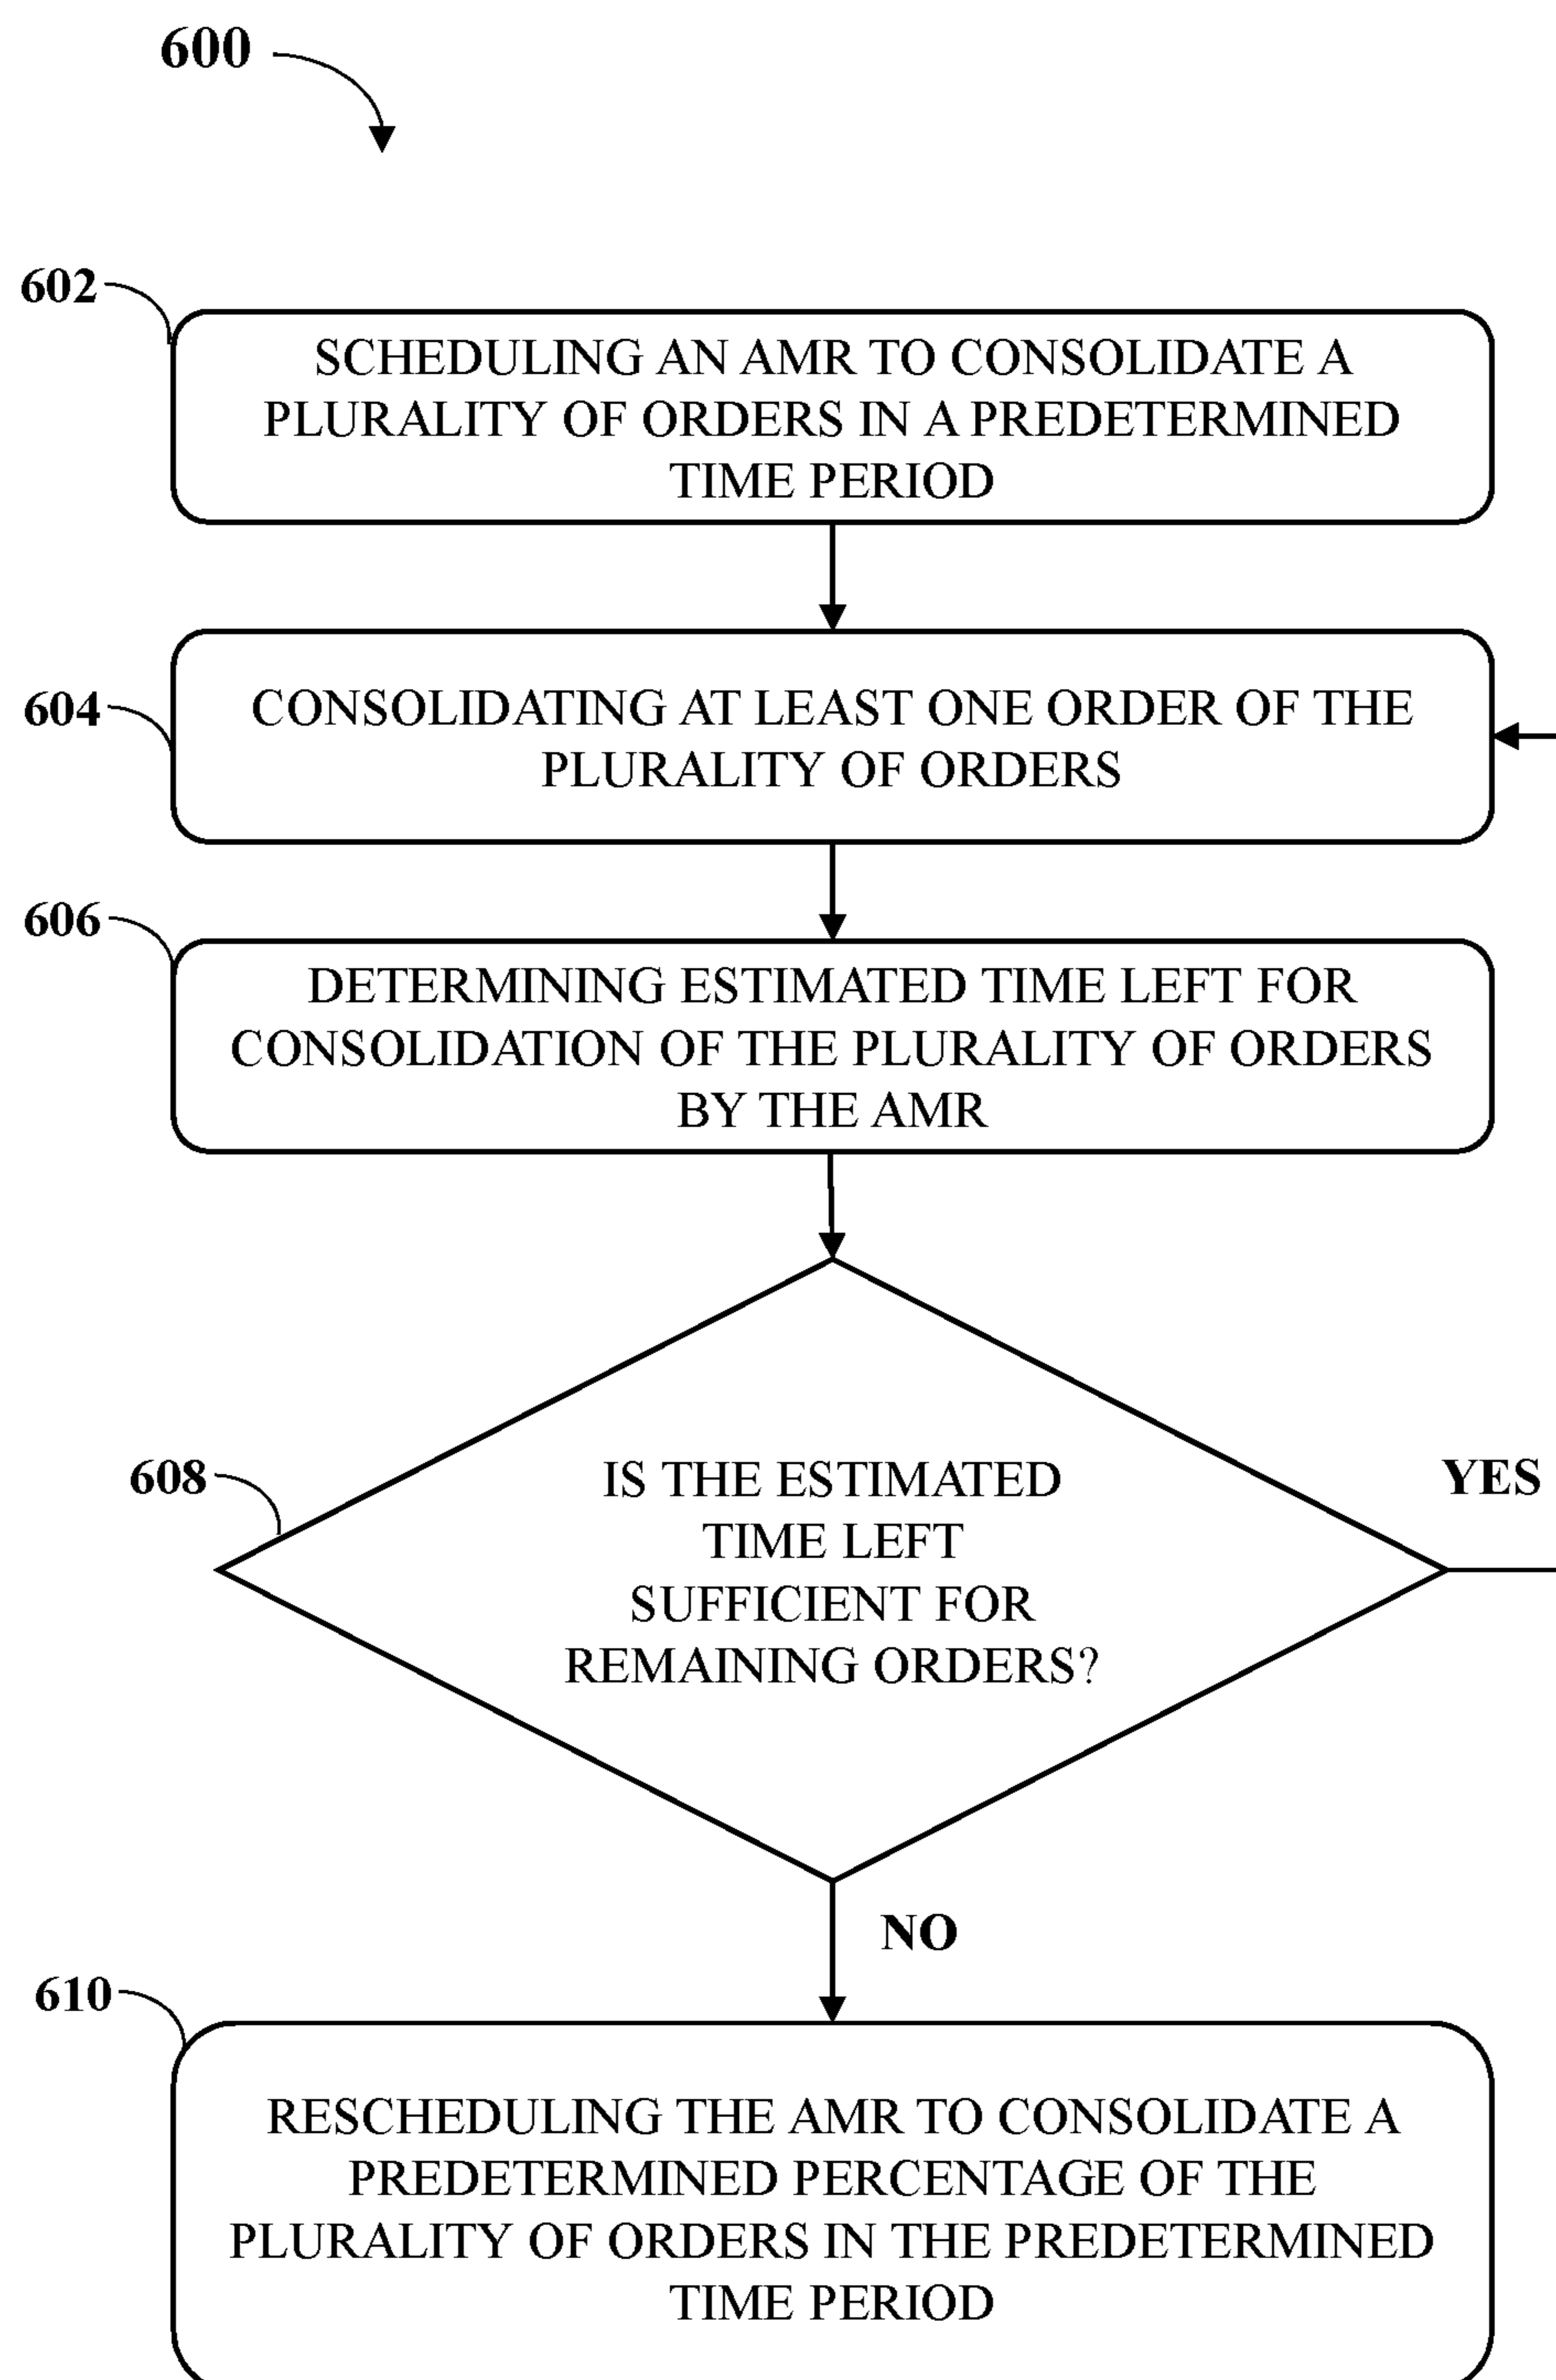 600
602
SCHEDULING AN AMR TO CONSOLIDATE A
PLURALITY OF ORDERS IN A PREDETERMINED
TIME PERIOD
604
CONSOLIDATING AT LEAST ONE ORDER OF THE
PLURALITY OF ORDERS
606
DETERMINING ESTIMATED TIME LEFT FOR
CONSOLIDATION OF THE PLURALITY OF ORDERS
BY THE AMR
608
IS THE ESTIMATED
TIME LEFT
SUFFICIENT FOR
REMAINING ORDERS?
YES
NO
610
RESCHEDULING THE AMR TO CONSOLIDATE A
PREDETERMINED PERCENTAGE OF THE
PLURALITY OF ORDERS IN THE PREDETERMINED
TIME PERIOD